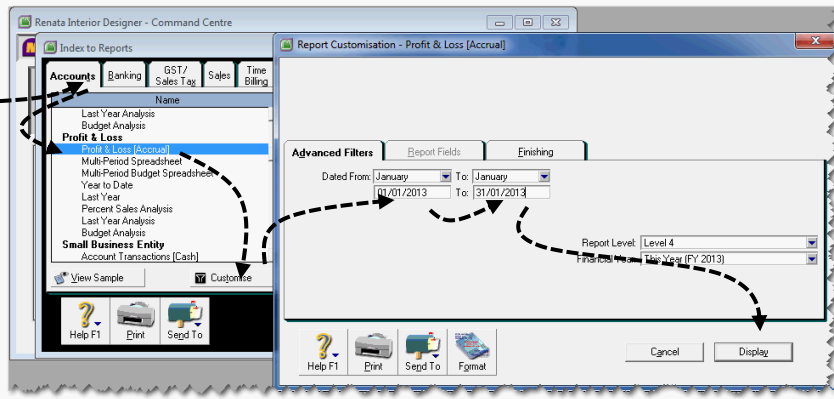 Renata Interior Designer - Command Centre
Index to Reports
Accounts
Banking
GST/
Sales Tax
Sales
Time
Billing
Name
Last Year Analysis
Budget Analysis
Profit & Loss
Profit & Loss [Accrual]
Multi-Period Spreadsheet
Multi-Period Budget Spreadsheet
Year to Date
Last Year
Percent Sales Analysis
Last Year Analysis
Budget Analysis
Small Business Entity
Account Transactions [Cash]
View Sample
Customise
Help F1
Print
Send To
Report Customisation - Profit & Loss [Accrual]
Advanced Filters
Report Fields
Finishing
Dated From: January To: January
01/01/2013 To: 31/01/2013
Report Level: Level 4
Financial Year: This Year (FY 2013)
Help F1
Print
Send To
Format
Cancel
Display